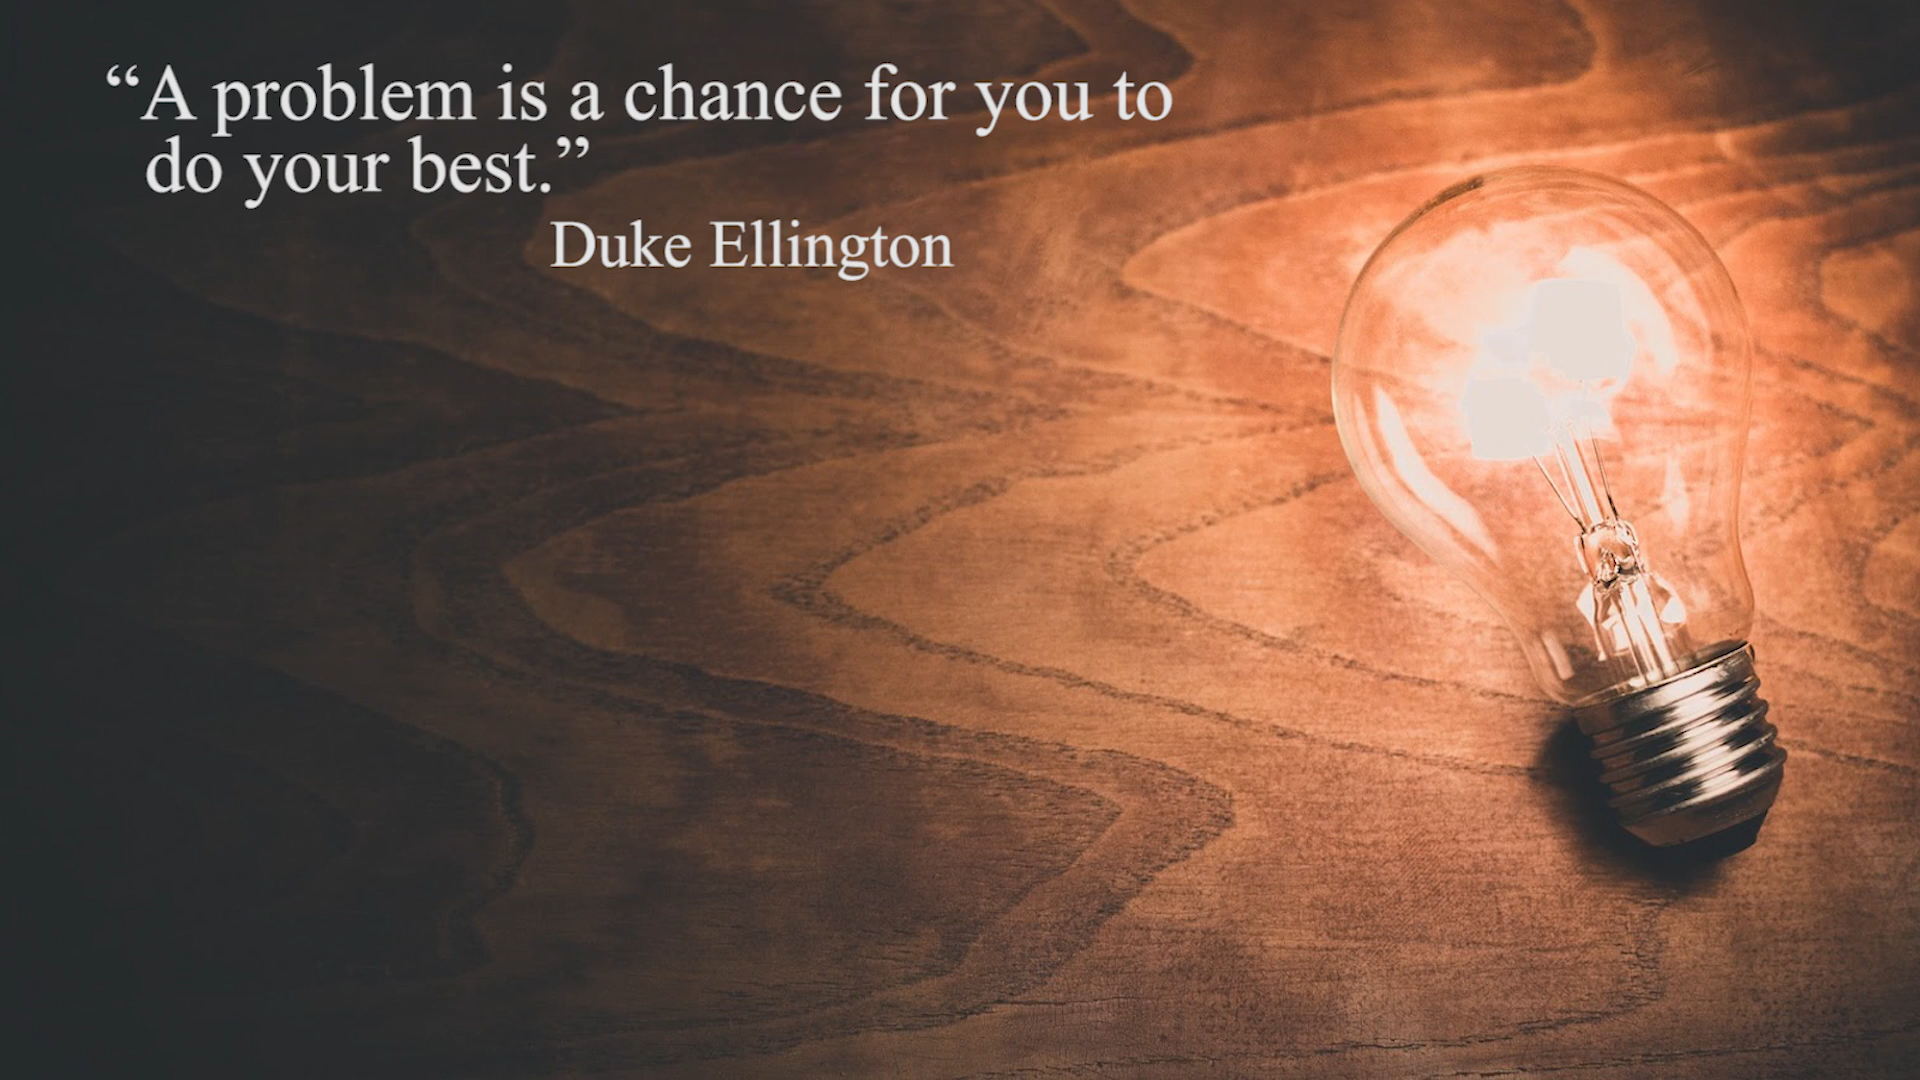 “A problem is a chance for you to
do your best.”
Duke Ellington